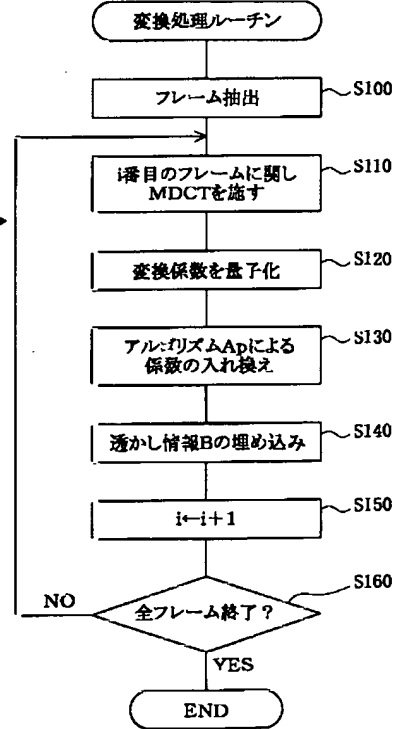 変換処理ルーチン
フレーム抽出
S100
i番目のフレームに関し
MDCTを施す
S110
変換係数を量子化
S120
アルゴリズムApによる
係数の入れ換え
S130
透かし情報Bの埋め込み
S140
i←i+1
S150
全フレーム終了？
S160
NO
YES
END